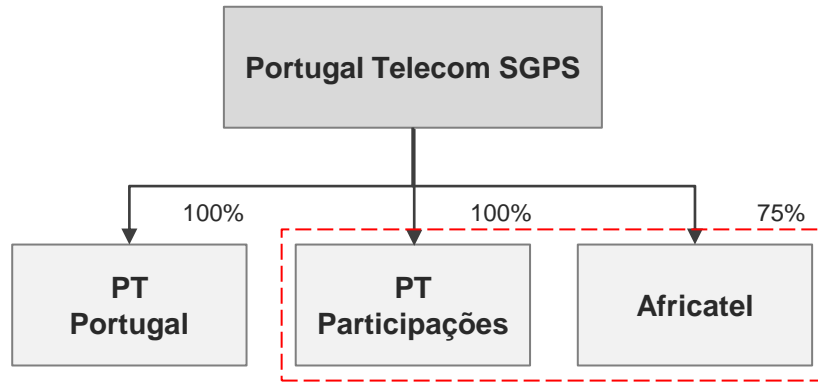 Portugal Telecom SGPS
100%
100%
75%
PT
Portugal
PT
Participações
Africatel